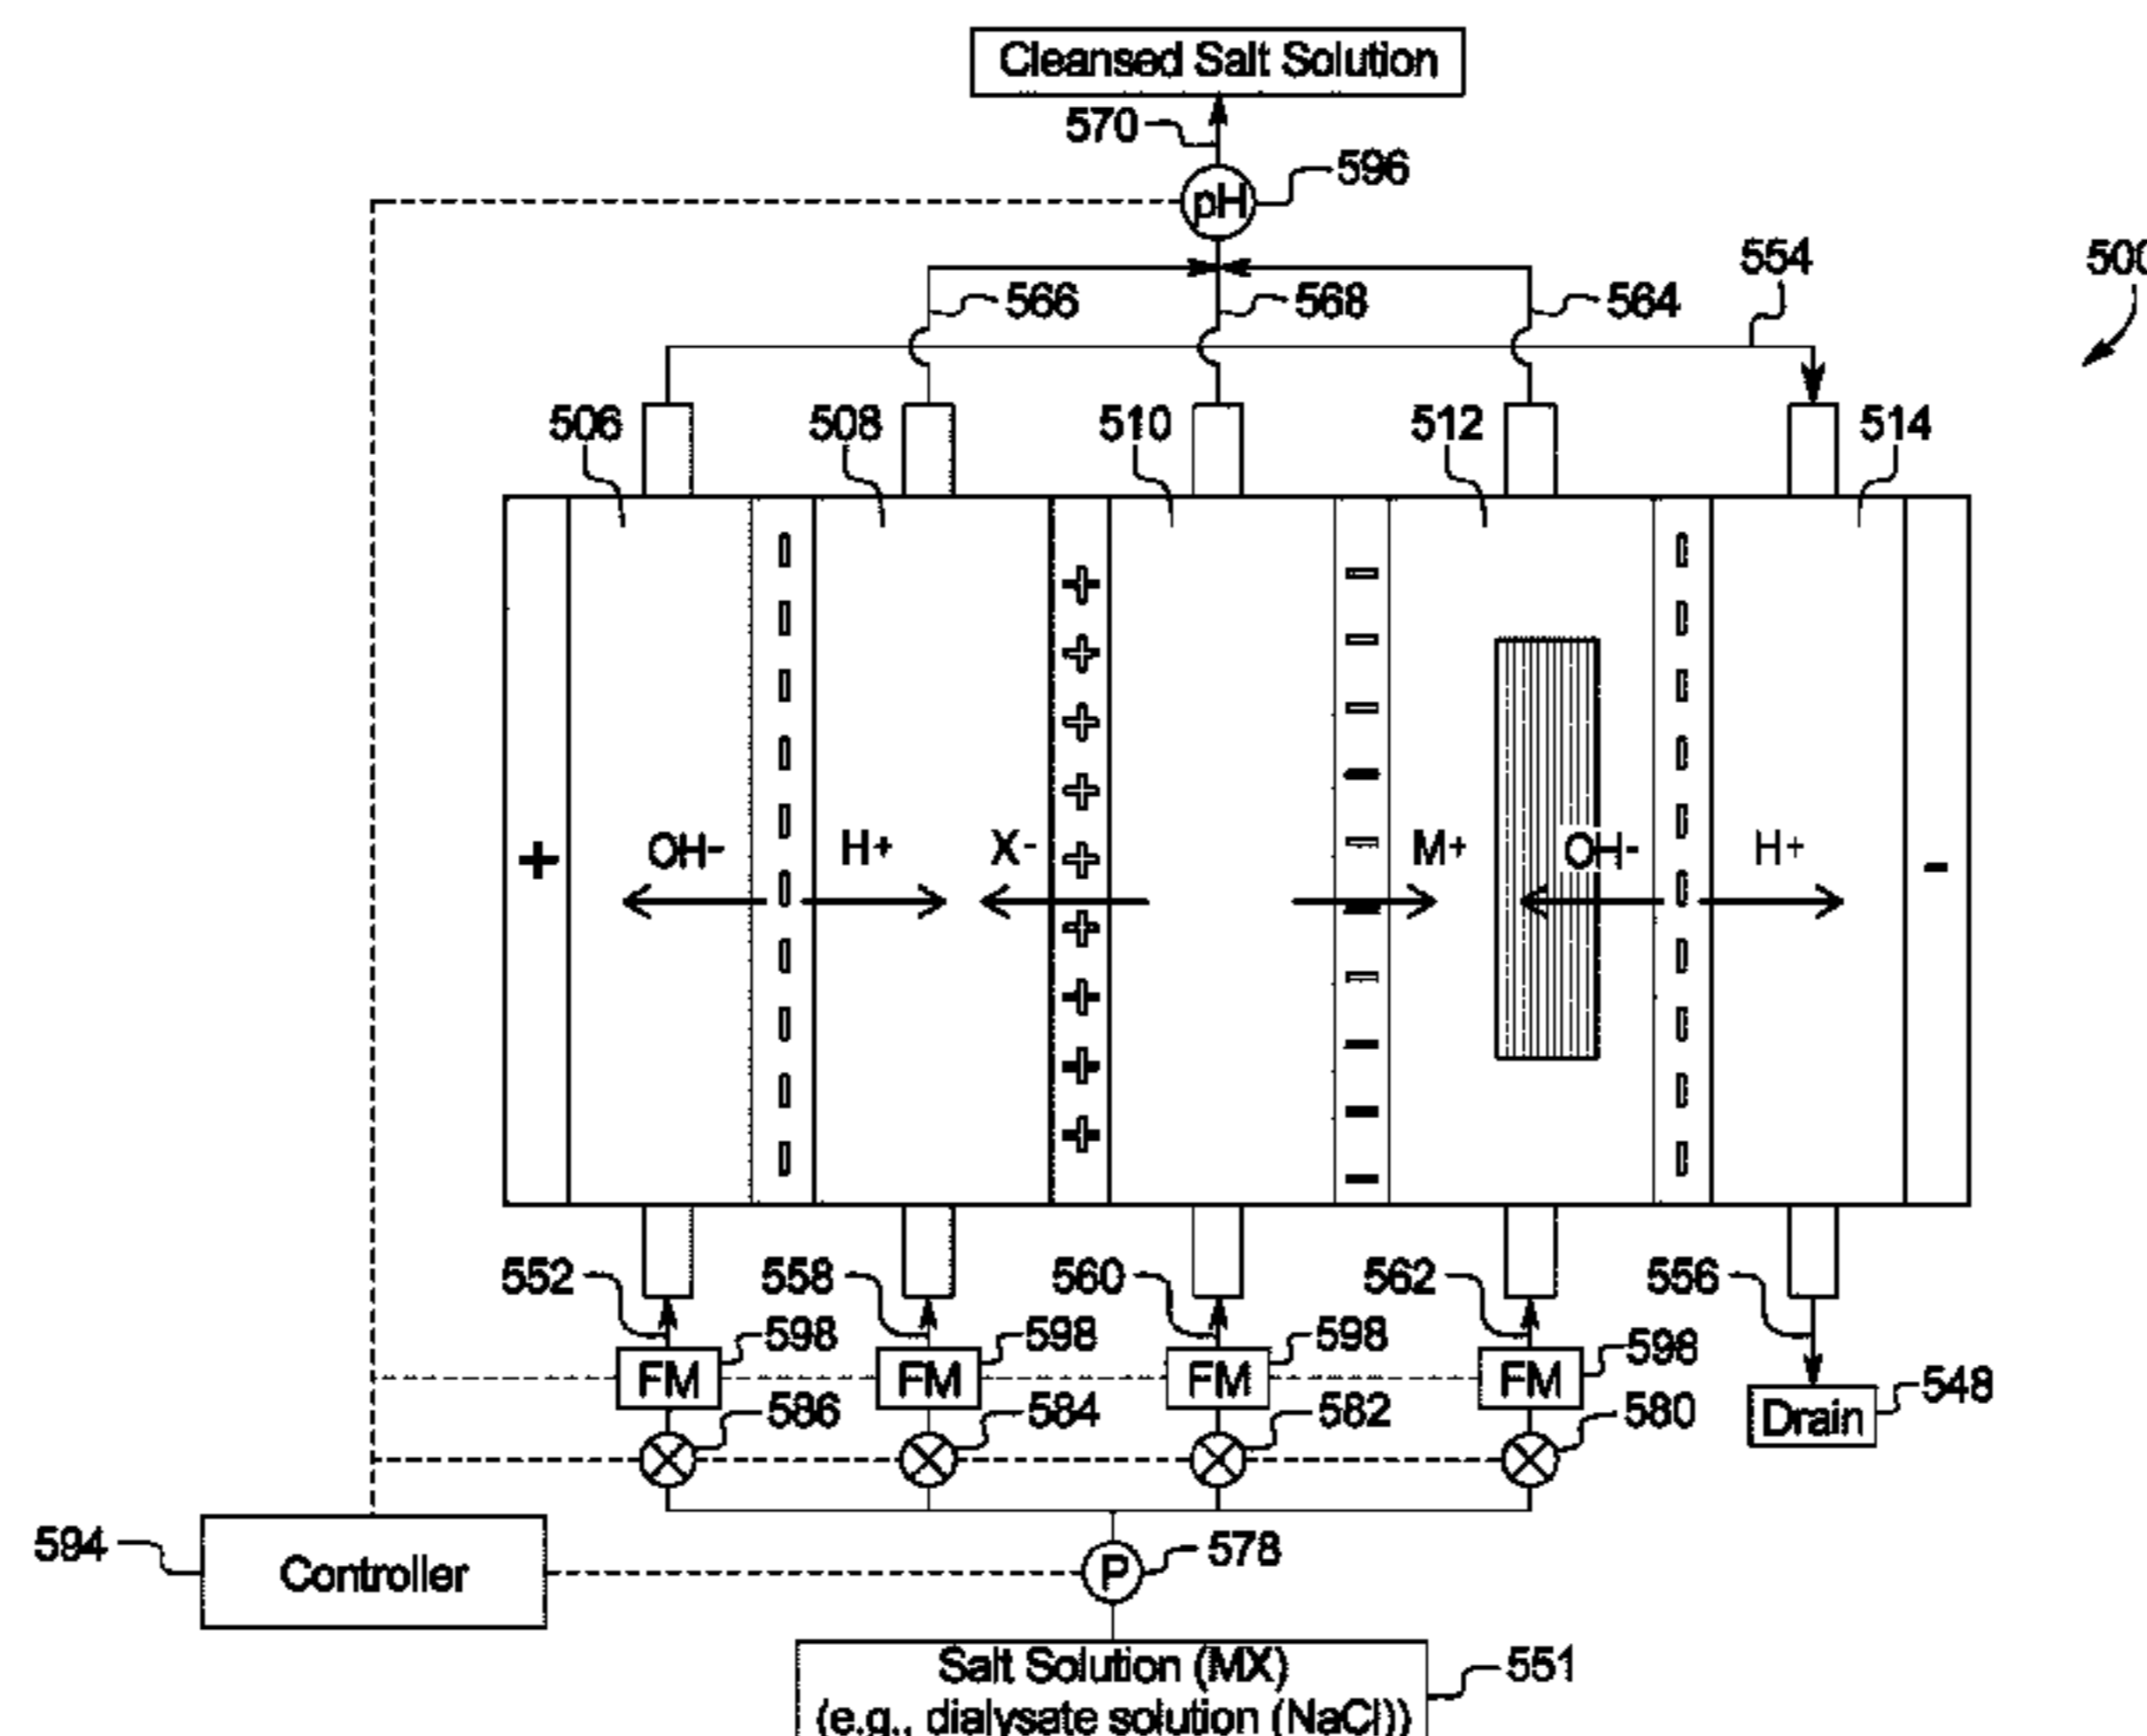 Cleansed Salt Solution
570
pH
596
554
566
568
564
506
508
510
512
514
+
OH-
H+
X-
M+
OH-
H+
-
552
558
560
562
556
598
598
598
598
FM
FM
FM
FM
548
Drain
586
584
582
580
594
Controller
P
578
Salt Solution (MX)
551
(e.g., dialysate solution (NaCl))